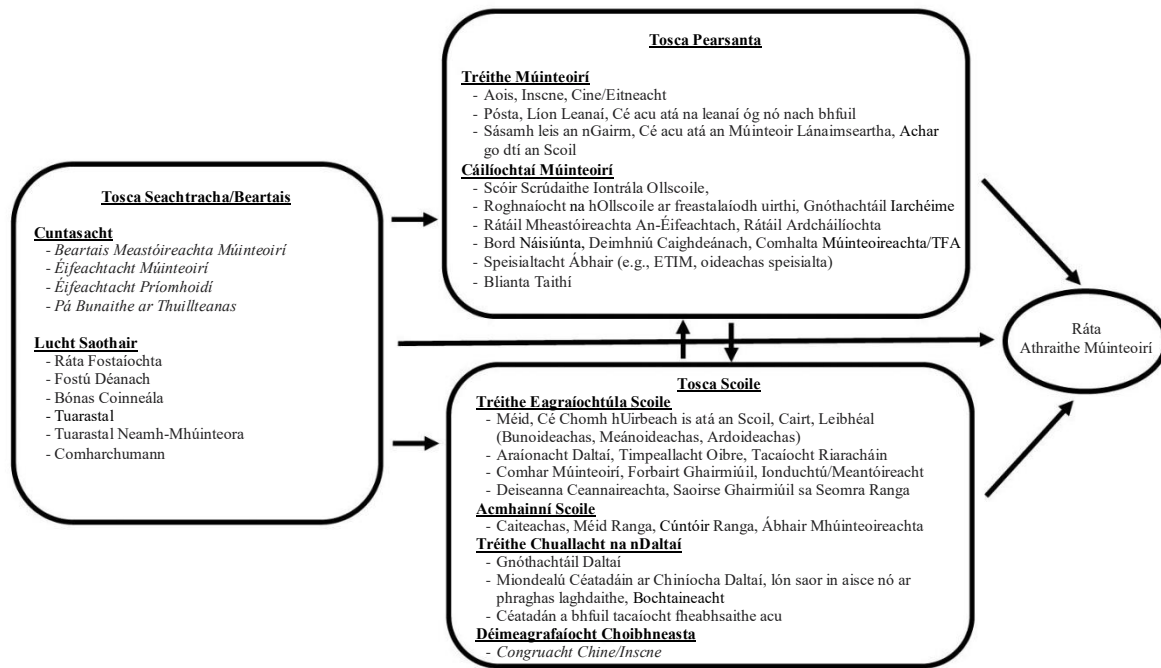 Tosca Pearsanta
Tréithe Múinteoirí
- Aois, Inscne, Cine/Eitneacht
- Pósta, Líon Leanaí, Cé acu atá na leanaí óg nó nach bhfuil
- Sásamh leis an nGairm, Cé acu atá an Múinteoir Lánaimseartha, Achar
go dtí an Scoil
Cáilíochtaí Múinteoirí
- Scóir Scrúdaithe Iontrála Ollscoile,
- Roghnaíocht na hOllscoile ar freastalaíodh uirthi, Gnóthachtáil Iarchéime
- Rátáil Mheastóireachta An-Éifeachtach, Rátáil Ardcháilíochta
- Bord Náisiúnta, Deimhniú Caighdeánach, Comhalta Múinteoireachta/TFA
- Speisialtacht Ábhair (e.g., ETIM, oideachas speisialta)
- Blianta Taithí
Tosca Seachtracha/Beartais
Cuntasacht
- Beartais Meastóireachta Múinteoirí
- Éifeachtacht Múinteoirí
- Éifeachtacht Príomhoidí
- Pá Bunaithe ar Thuillteanas
Lucht Saothair
- Ráta Fostaíochta
- Fostú Déanach
- Bónas Coinneála
- Tuarastal
- Tuarastal Neamh-Mhúinteora
- Comharchumann
Ráta
Athraithe Múinteoirí
Tosca Scoile
Tréithe Eagraíochtúla Scoile
- Méid, Cé Chomh hUirbeach is atá an Scoil, Cairt, Leibhéal
(Bunoideachas, Meánoideachas, Ardoideachas)
- Araíonacht Daltaí, Timpeallacht Oibre, Tacaíocht Riaracháin
- Comhar Múinteoirí, Forbairt Ghairmiúil, Ionduchtú/Meantóireacht
- Deiseanna Ceannaireachta, Saoirse Ghairmiúil sa Seomra Ranga
Acmhainní Scoile
- Caiteachas, Méid Ranga, Cúntóir Ranga, Ábhair Mhúinteoireachta
Tréithe Chuallacht na nDaltaí
- Gnóthachtáil Daltaí
- Miondealú Céatadáin ar Chiníocha Daltaí, lón saor in aisce nó ar
phraghas laghdaithe, Bochtaineacht
- Céatadán a bhfuil tacaíocht fheabhsaithe acu
Déimeagrafaíocht Choibhneasta
- Congruacht Chine/Inscne